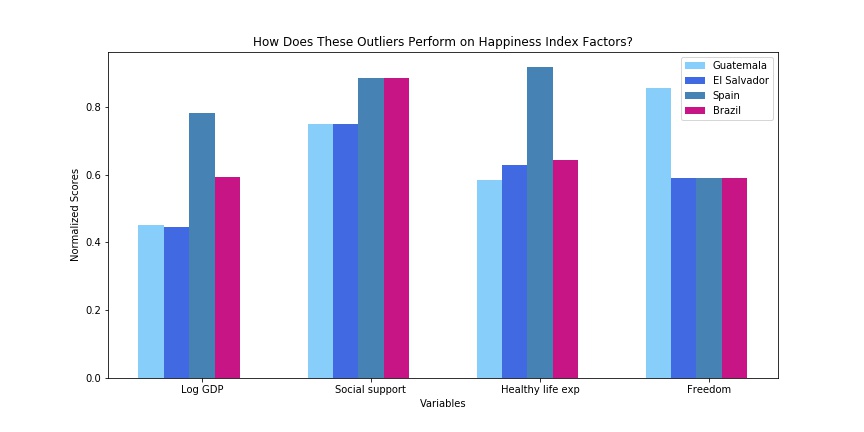 How Does These Outliers Perform on Happiness Index Factors?
Guatemala
El Salvador
Spain
Brazil
Normalized Scores
0.8
0.6
0.4
0.2
0.0
Log GDP
Social support
Healthy life exp
Freedom
Variables